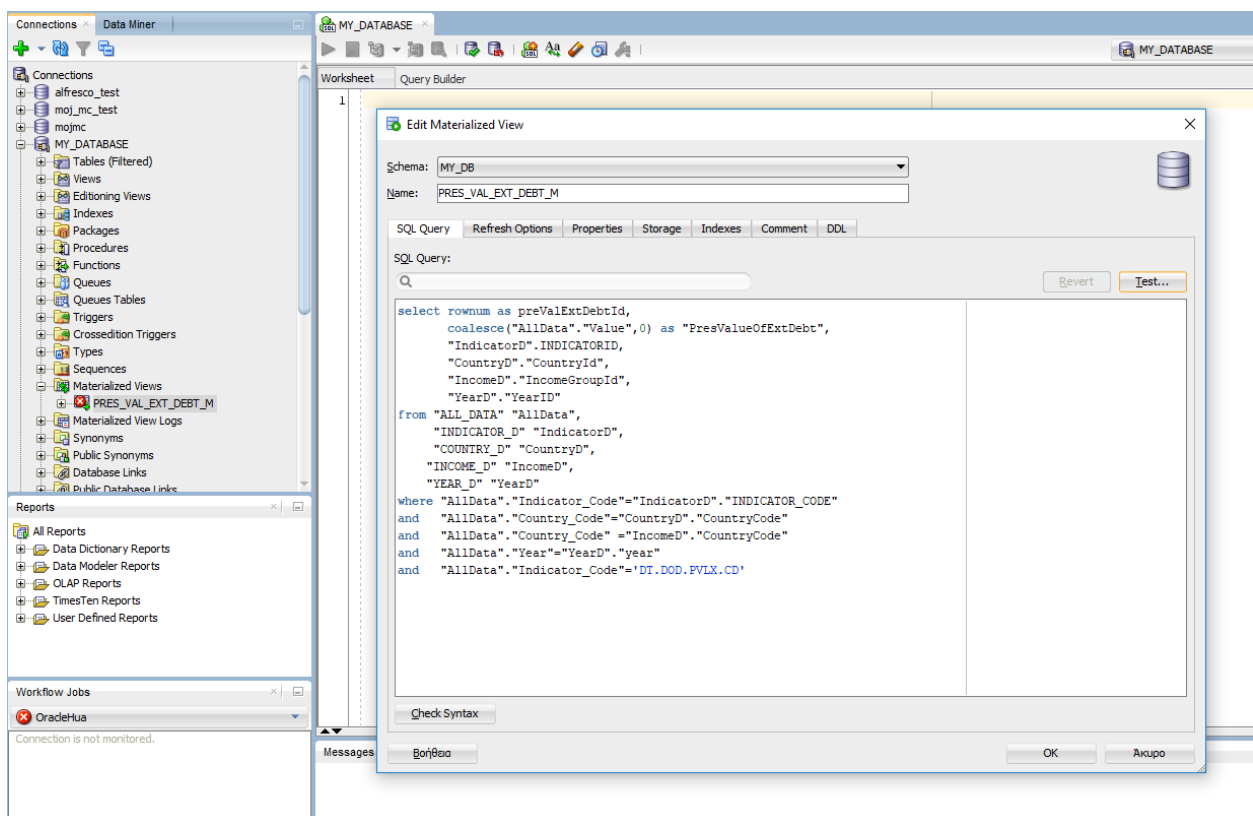 Connections
Data Miner
MY_DATABASE
MY_DATABASE
Connections
alfresco_test
moj_mc_test
mojmc
MY_DATABASE
Tables (Filtered)
Views
Editioning Views
Indexes
Packages
Procedures
Functions
Queues
Queues Tables
Triggers
Crossedition Triggers
Types
Sequences
Materialized Views
PRES_VAL_EXT_DEBT_M
Materialized View Logs
Synonyms
Public Synonyms
Database Links
Public Database Links
Reports
All Reports
Data Dictionary Reports
Data Modeler Reports
OLAP Reports
TimesTen Reports
User Defined Reports
Workflow Jobs
OracleHua
Connection is not monitored.
Worksheet Query Builder
1
Edit Materialized View
Schema: MY_DB
Name: PRES_VAL_EXT_DEBT_M
SQL Query Refresh Options Properties Storage Indexes Comment DDL
SQL Query:
Revert Test...
select rownum as preValExtDebtId,
coalesce("AllData"."Value",0) as "PresValueOfExtDebt",
"IndicatorD".INDICATORID,
"CountryD"."CountryId",
"IncomeD"."IncomeGroupId",
"YearD"."YearID"
from "ALL_DATA" "AllData",
"INDICATOR_D" "IndicatorD",
"COUNTRY_D" "CountryD",
"INCOME_D" "IncomeD",
"YEAR_D" "YearD"
where "AllData"."Indicator_Code"="IndicatorD"."INDICATOR_CODE"
and "AllData"."Country_Code"="CountryD"."CountryCode"
and "AllData"."Country_Code" ="IncomeD"."CountryCode"
and "AllData"."Year"="YearD"."year"
and "AllData"."Indicator_Code"='DT.DOD.PVLX.CD'
Check Syntax
Βοήθεια
OK Άκυρο
Messages